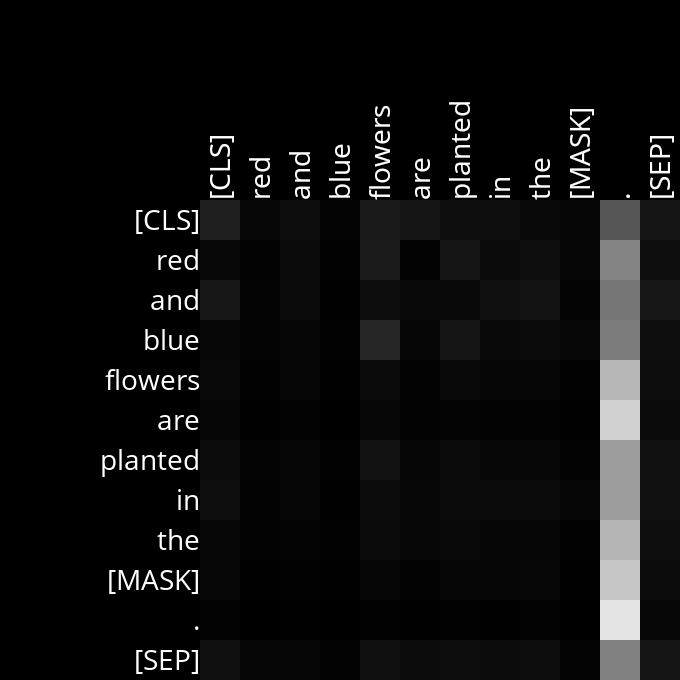 [CLS] red and blue flowers are planted in the [MASK] . [SEP]
[CLS]
red
and
blue
flowers
are
planted
in
the
[MASK]
.
[SEP]